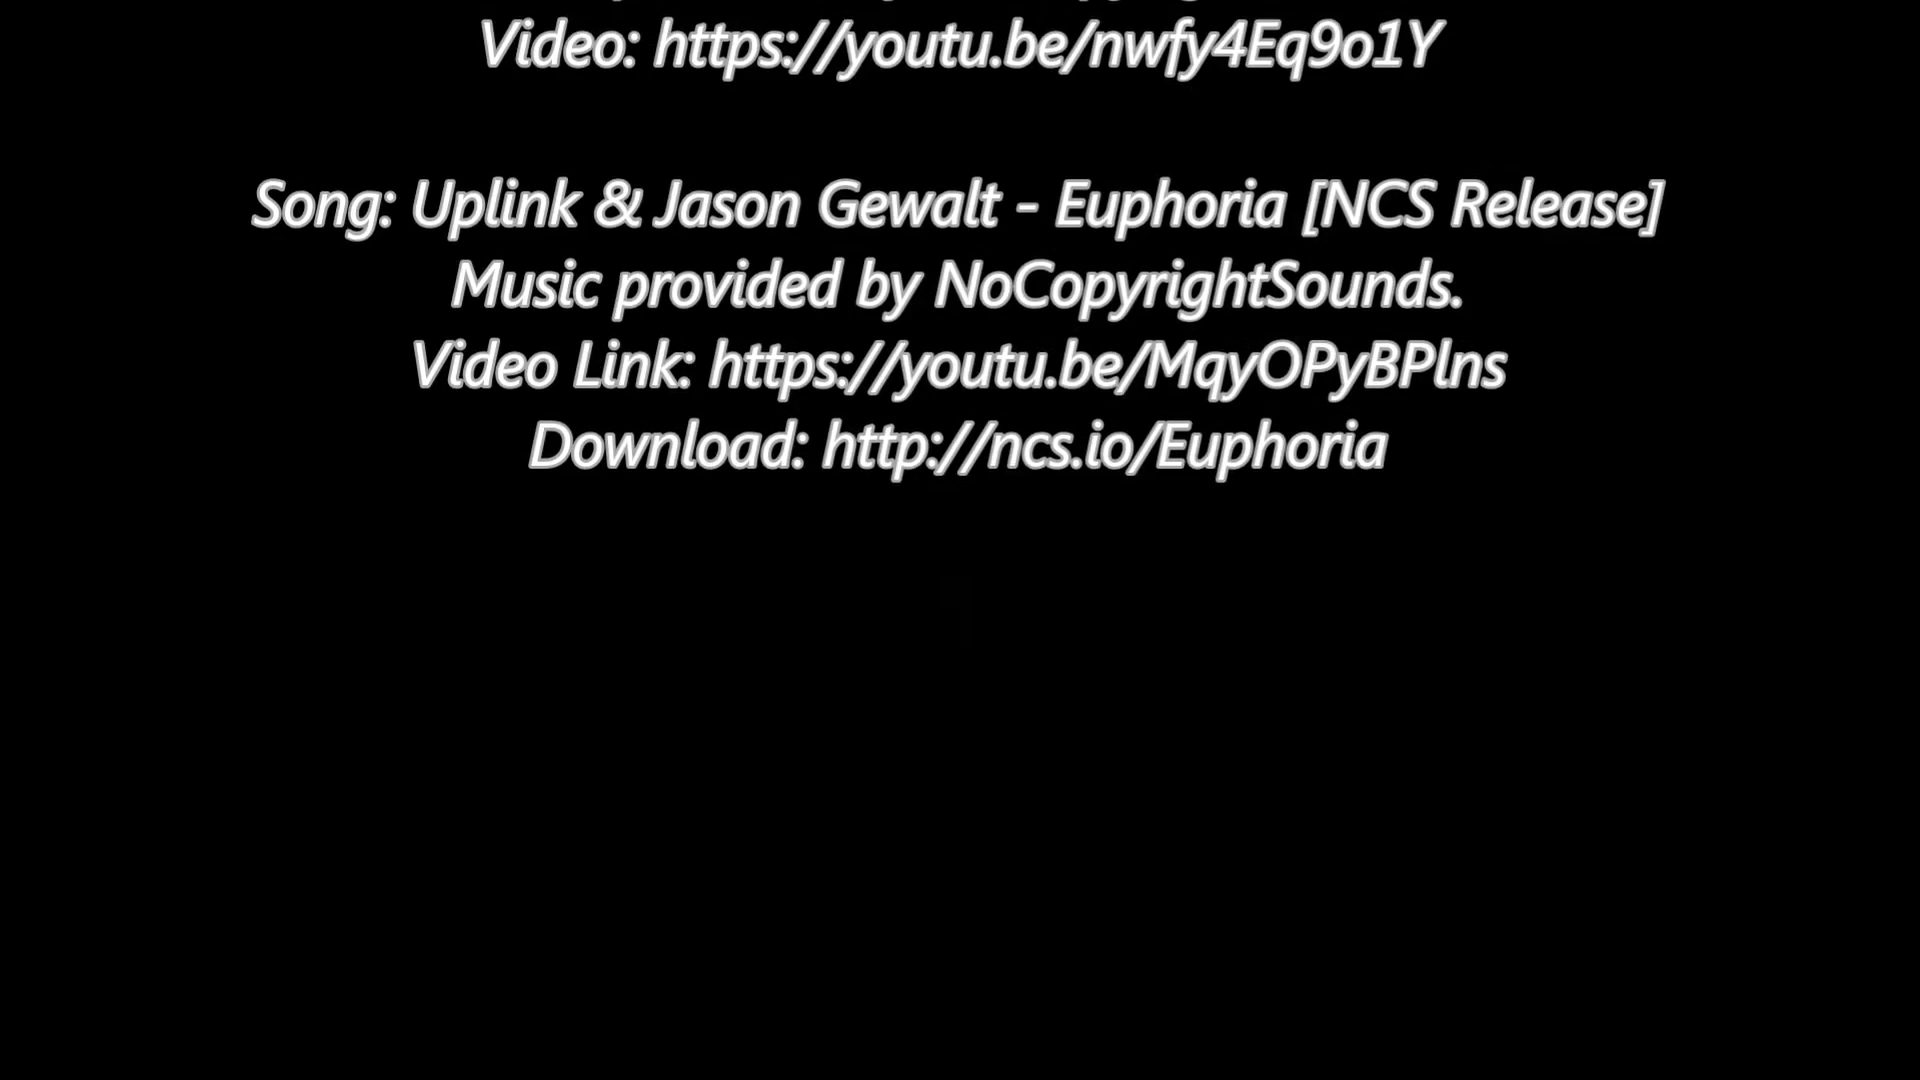 Video: https://youtu.be/nwfy4Eq9o1Y
Song: Uplink & Jason Gewalt - Euphoria [NCS Release]
Music provided by NoCopyrightSounds.
Video Link: https://youtu.be/MqyOPyBPlns
Download: http://ncs.io/Euphoria